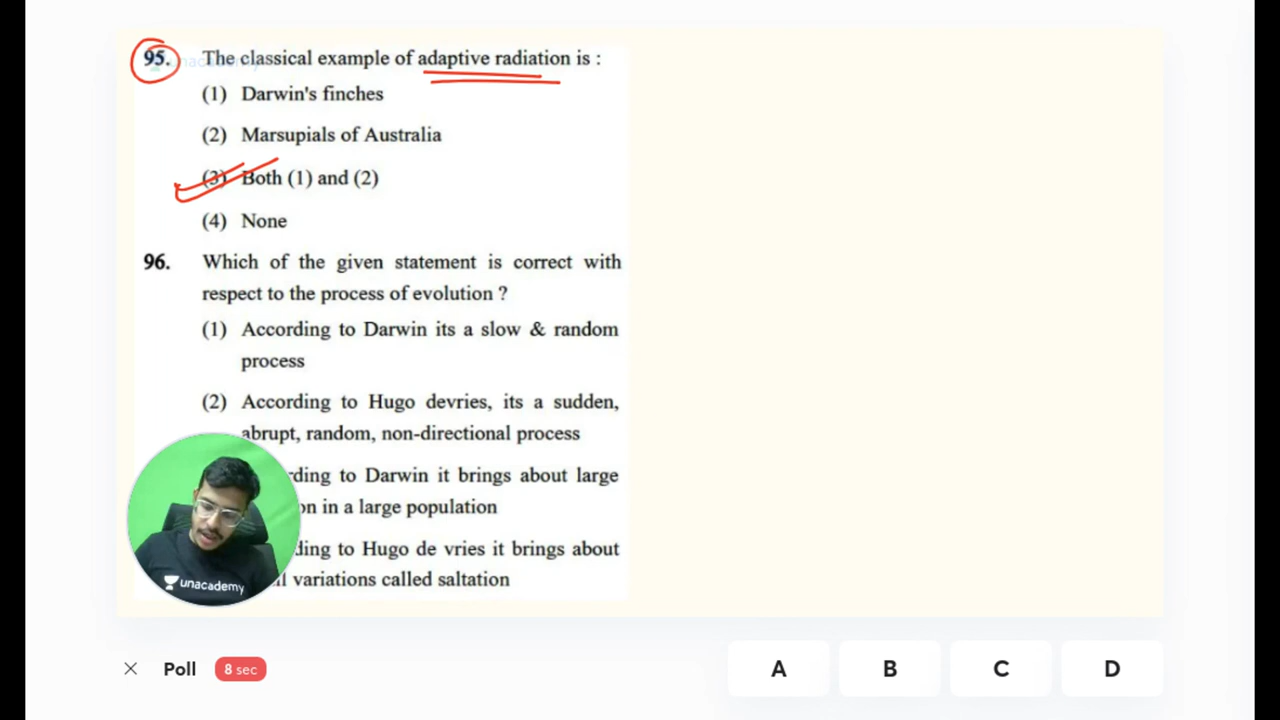 95. The classical example of adaptive radiation is :
(1) Darwin's finches
(2) Marsupials of Australia
(3) Both (1) and (2)
(4) None
96. Which of the given statement is correct with
respect to the process of evolution ?
(1) According to Darwin its a slow & random
process
(2) According to Hugo devries, its a sudden,
abrupt, random, non-directional process
to Darwin it brings about large
in a large population
to Hugo de vries it brings about
variations called saltation
unacademy
Poll 8 sec A B C D